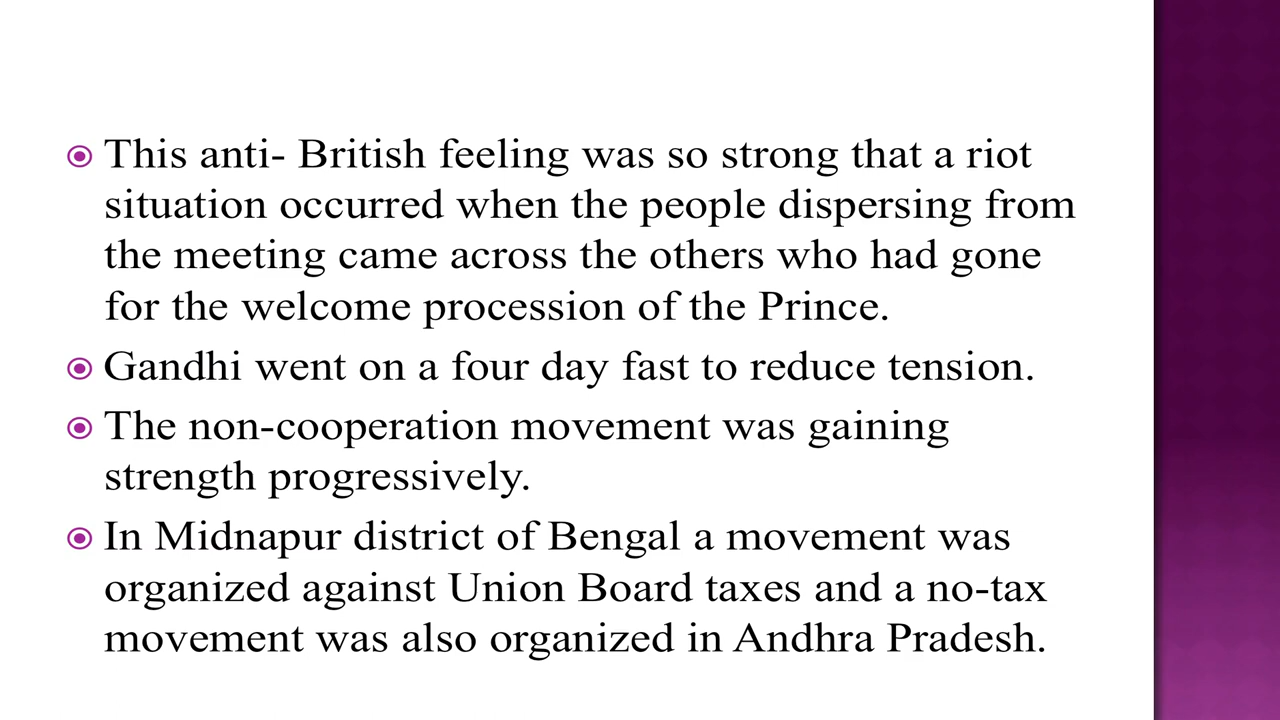 This anti- British feeling was so strong that a riot
situation occurred when the people dispersing from
the meeting came across the others who had gone
for the welcome procession of the Prince.
Gandhi went on a four day fast to reduce tension.
The non-cooperation movement was gaining
strength progressively.
In Midnapur district of Bengal a movement was
organized against Union Board taxes and a no-tax
movement was also organized in Andhra Pradesh.